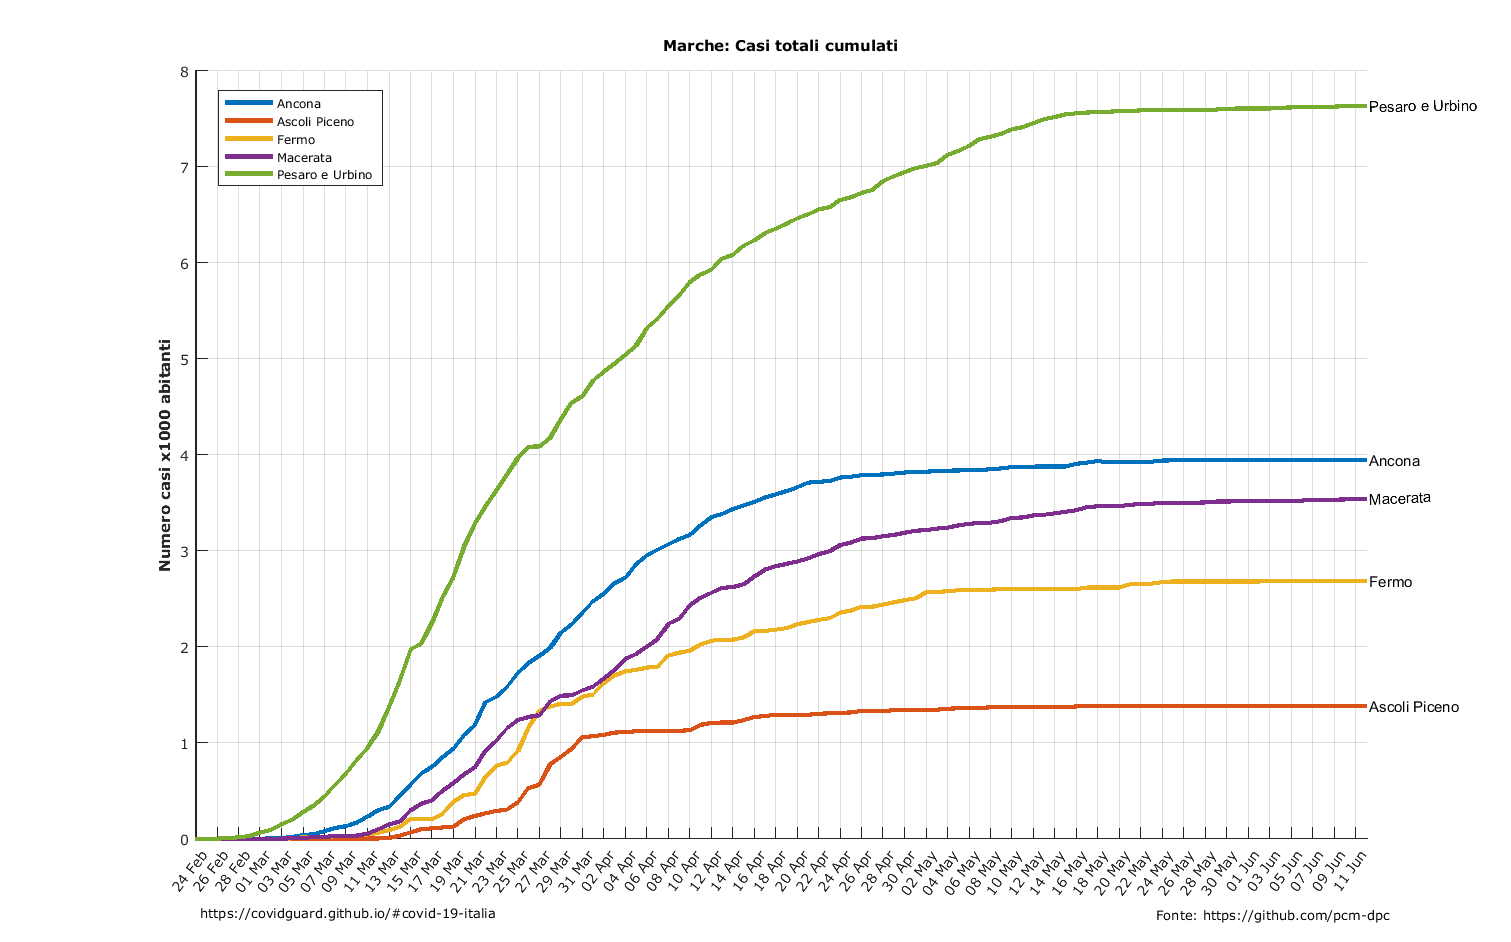 Marche: Casi totali cumulati
8
7
6
5
4
3
2
1
0
Numero casi x1000 abitanti
Ancona
Ascoli Piceno
Fermo
Macerata
Pesaro e Urbino
Pesaro e Urbino
Ancona
Macerata
Fermo
Ascoli Piceno
24 Feb
26 Feb
28 Feb
01 Mar
03 Mar
05 Mar
07 Mar
09 Mar
11 Mar
13 Mar
15 Mar
17 Mar
19 Mar
21 Mar
23 Mar
25 Mar
27 Mar
29 Mar
31 Mar
02 Apr
04 Apr
06 Apr
08 Apr
10 Apr
12 Apr
14 Apr
16 Apr
18 Apr
20 Apr
22 Apr
24 Apr
26 Apr
28 Apr
30 Apr
02 May
04 May
06 May
08 May
10 May
12 May
14 May
16 May
18 May
20 May
22 May
24 May
26 May
28 May
30 May
01 Jun
03 Jun
05 Jun
07 Jun
09 Jun
11 Jun
https://covidguard.github.io/#covid-19-italia
Fonte: https://github.com/pcm-dpc